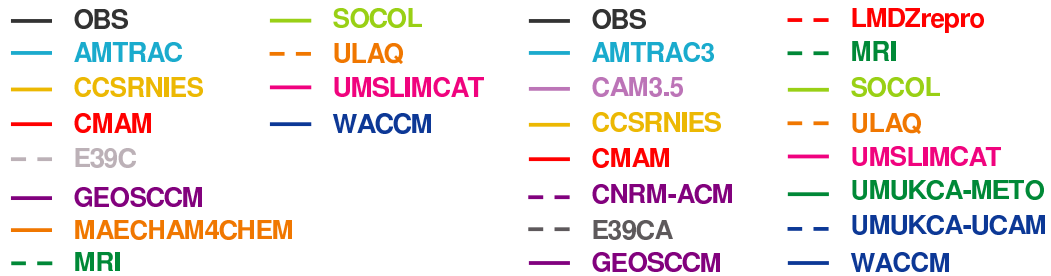 OBS
AMTRAC
CCSRNIES
CMAM
E39C
GEOSCCM
MAECHAM4CHEM
MRI
SOCOL
ULAQ
UMSLIMCAT
WACCM
OBS
AMTRAC3
CAM3.5
CCSRNIES
CMAM
CNRM-ACM
E39CA
GEOSCCM
LMDZrepro
MRI
SOCOL
ULAQ
UMSLIMCAT
UMUKCA-METO
UMUKCA-UCAM
WACCM